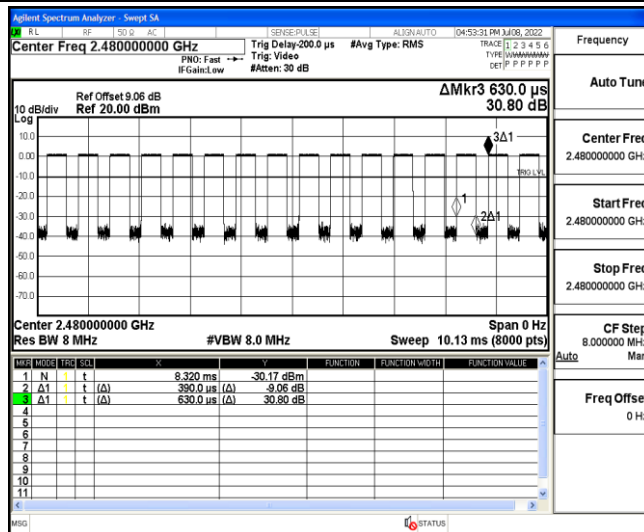 Agilent Spectrum Analyzer - Swept SA
RL RF 50 Ω AC SENSE:PULSE ALIGN AUTO 04:53:31 PM Jul 08, 2022
Center Freq 2.480000000 GHz
PNO: Fast
IFGain:Low
Trig Delay-200.0 µs
Trig: Video
#Atten: 30 dB
#Avg Type: RMS
TRACE 1 2 3 4 5 6
TYPE WWWWWW
DET P P P P P P
Frequency
Auto Tune
Center Freq
2.480000000 GHz
Start Freq
2.480000000 GHz
Stop Freq
2.480000000 GHz
CF Step
8.000000 MHz
Auto Man
Freq Offset
0 Hz
10 dB/div
Log
Ref Offset 9.06 dB
Ref 20.00 dBm
ΔMkr3 630.0 µs
30.80 dB
10.0
0.00
-10.0
-20.0
-30.0
-40.0
-50.0
-60.0
-70.0
3Δ1
TRIG LVL
1
2Δ1
Center 2.480000000 GHz Span 0 Hz
Res BW 8 MHz #VBW 8.0 MHz Sweep 10.13 ms (8000 pts)
MKR MODE TRC SCL X Y FUNCTION FUNCTION WIDTH FUNCTION VALUE
1 N 1 t 8.320 ms -30.17 dBm
2 Δ1 1 t (Δ) 390.0 µs (Δ) -9.06 dB
3 Δ1 1 t (Δ) 630.0 µs (Δ) 30.80 dB
4
5
6
7
8
9
10
11
MSG STATUS